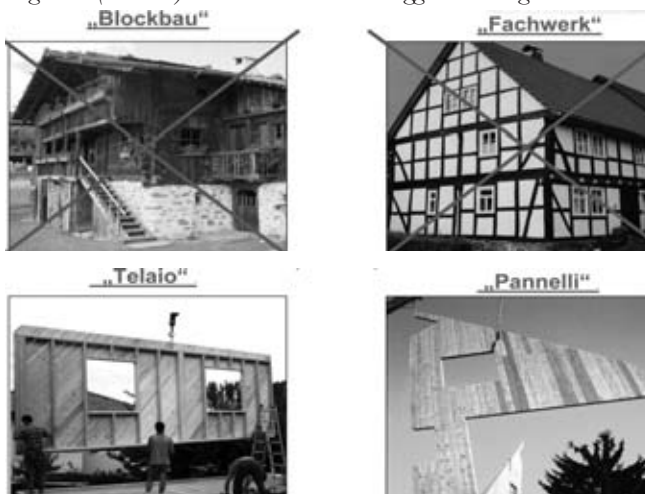 „Blockbau“
„Fachwerk“
„Telaio“
„Pannelli“